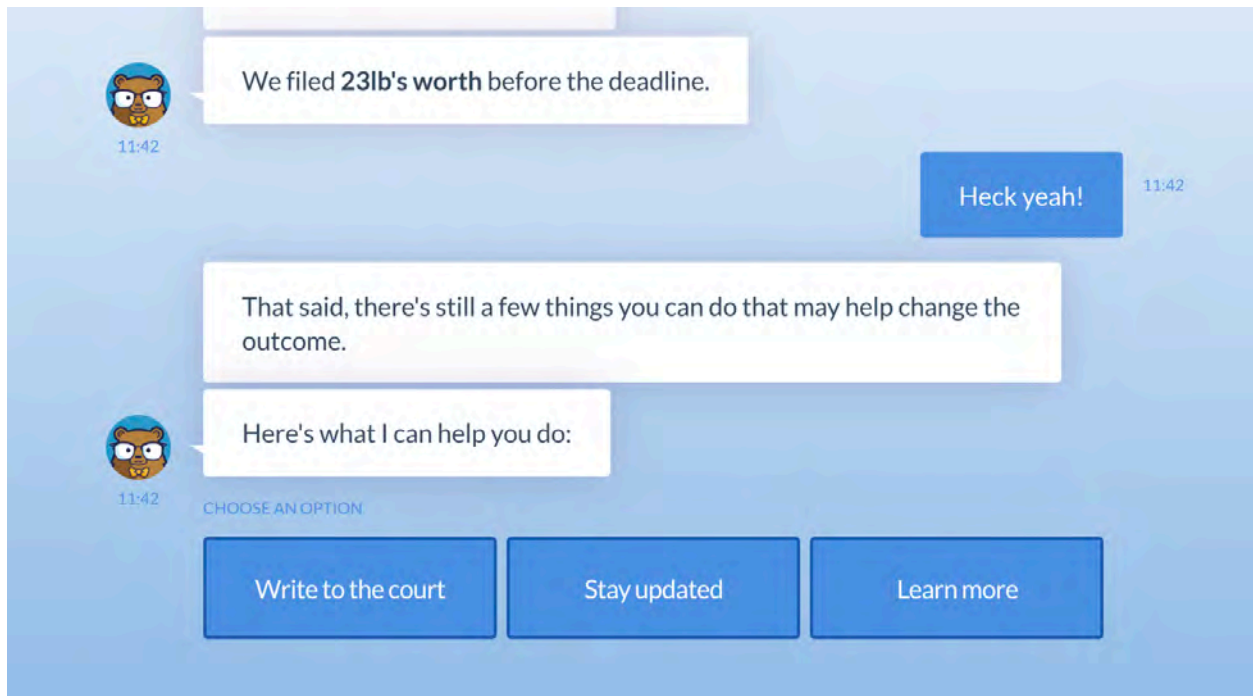 We filed 23lb's worth before the deadline.
11:42
Heck yeah!
11:42
That said, there's still a few things you can do that may help change the
outcome.
Here's what I can help you do:
11:42
CHOOSE AN OPTION
Write to the court
Stay updated
Learn more